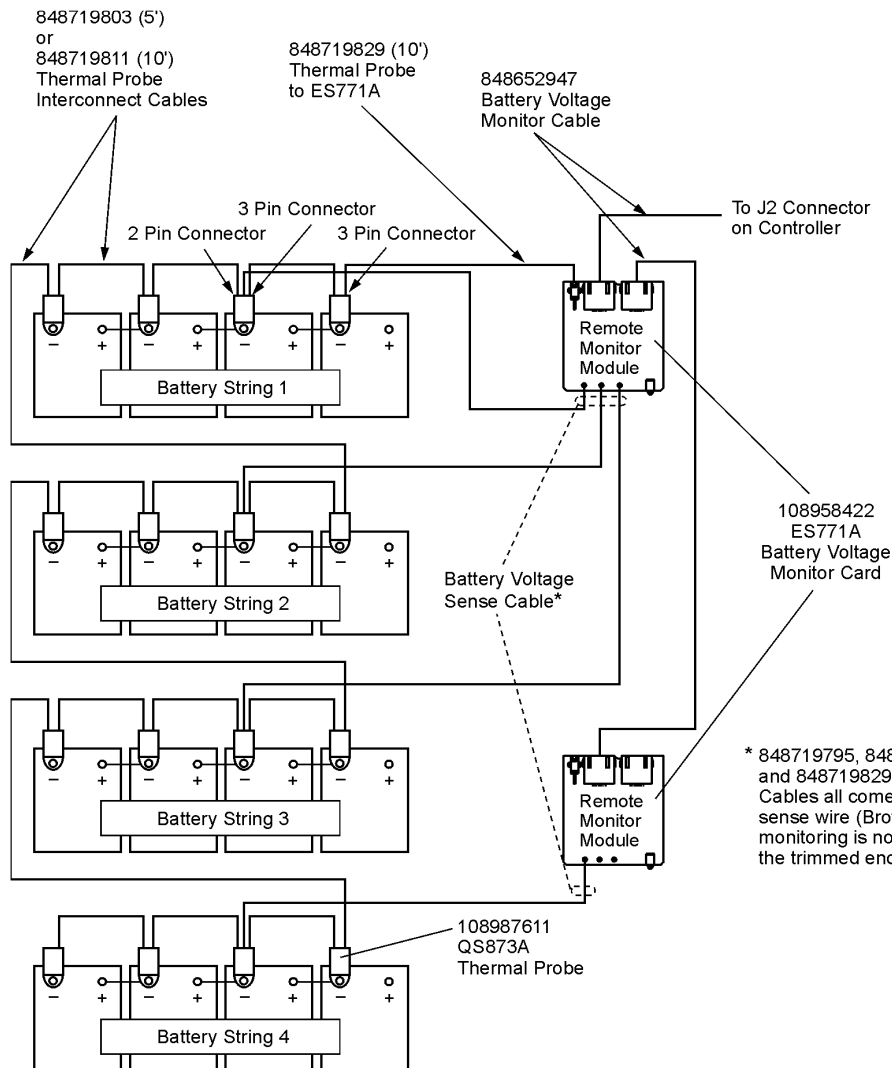 848719803 (5')
or
848719811 (10')
Thermal Probe
Interconnect Cables
848719829 (10')
Thermal Probe
to ES771A
848652947
Battery Voltage
Monitor Cable
To J2 Connector
on Controller
3 Pin Connector
2 Pin Connector
3 Pin Connector
Remote
Monitor
Module
− + − + − + −
Battery String 1
− + − + − + −
Battery String 2
Battery Voltage
Sense Cable*
108958422
ES771A
Battery Voltage
Monitor Card
− + − + − + −
Battery String 3
Remote
Monitor
Module
* 848719795, 848
and 848719829
Cables all come
sense wire (Bro
monitoring is no
the trimmed end
108987611
QS873A
Thermal Probe
− + − + − + −
Battery String 4